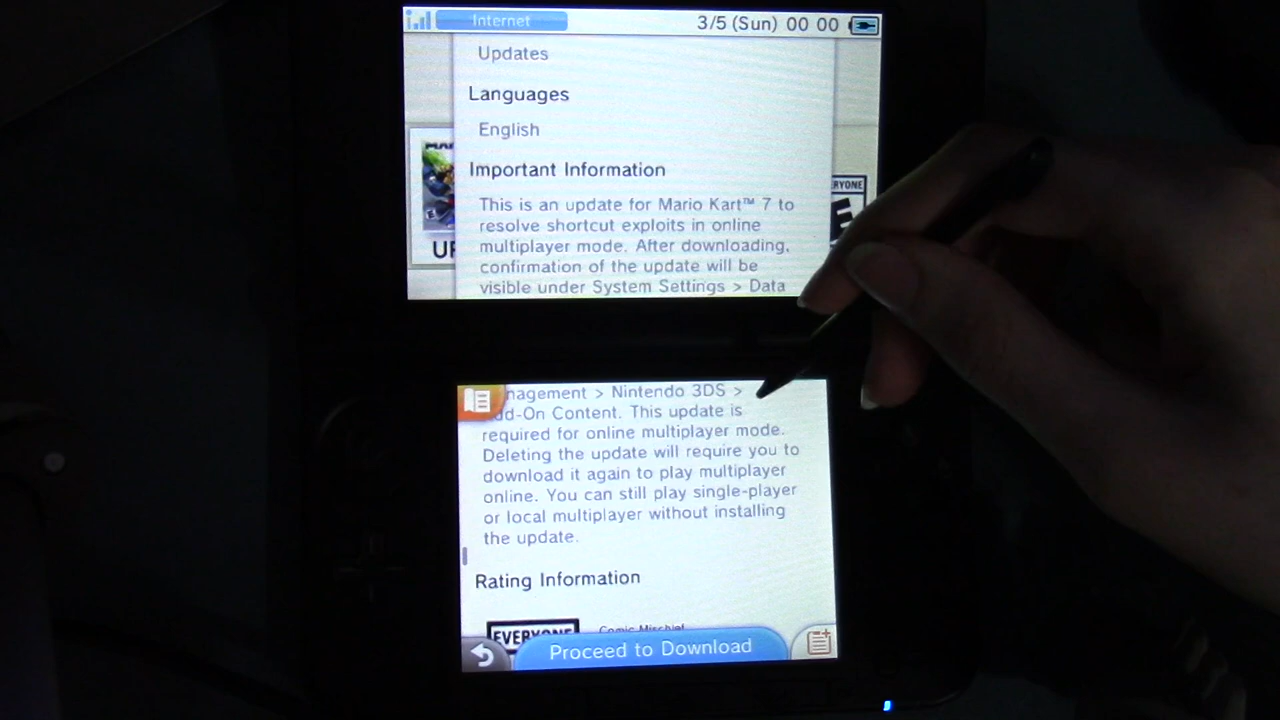 Internet
3/5 (Sun) 00 00
Updates
Languages
English
Important Information
This is an update for Mario Kart™ 7 to
resolve shortcut exploits in online
multiplayer mode. After downloading,
confirmation of the update will be
visible under System Settings > Data
UP
E
ERYONE
E
nagement > Nintendo 3DS >
dd-On Content. This update is
required for online multiplayer mode.
Deleting the update will require you to
download it again to play multiplayer
online. You can still play single-player
or local multiplayer without installing
the update.
Rating Information
EVERYONE
Comic Mischief
Proceed to Download